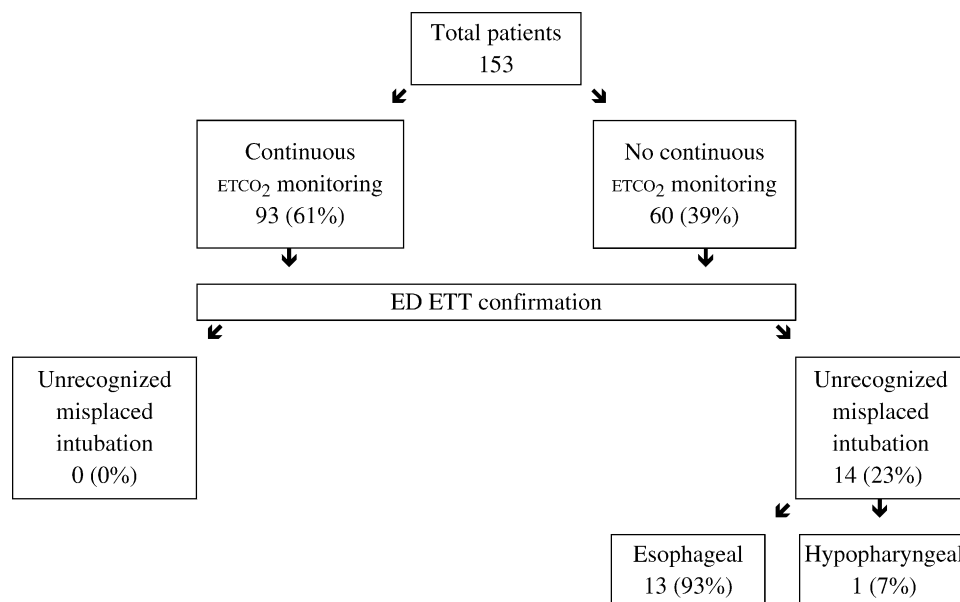 Total patients
153
Continuous
ETCO₂ monitoring
93 (61%)
No continuous
ETCO₂ monitoring
60 (39%)
ED ETT confirmation
Unrecognized
misplaced
intubation
0 (0%)
Unrecognized
misplaced
intubation
14 (23%)
Esophageal
13 (93%)
Hypopharyngeal
1 (7%)